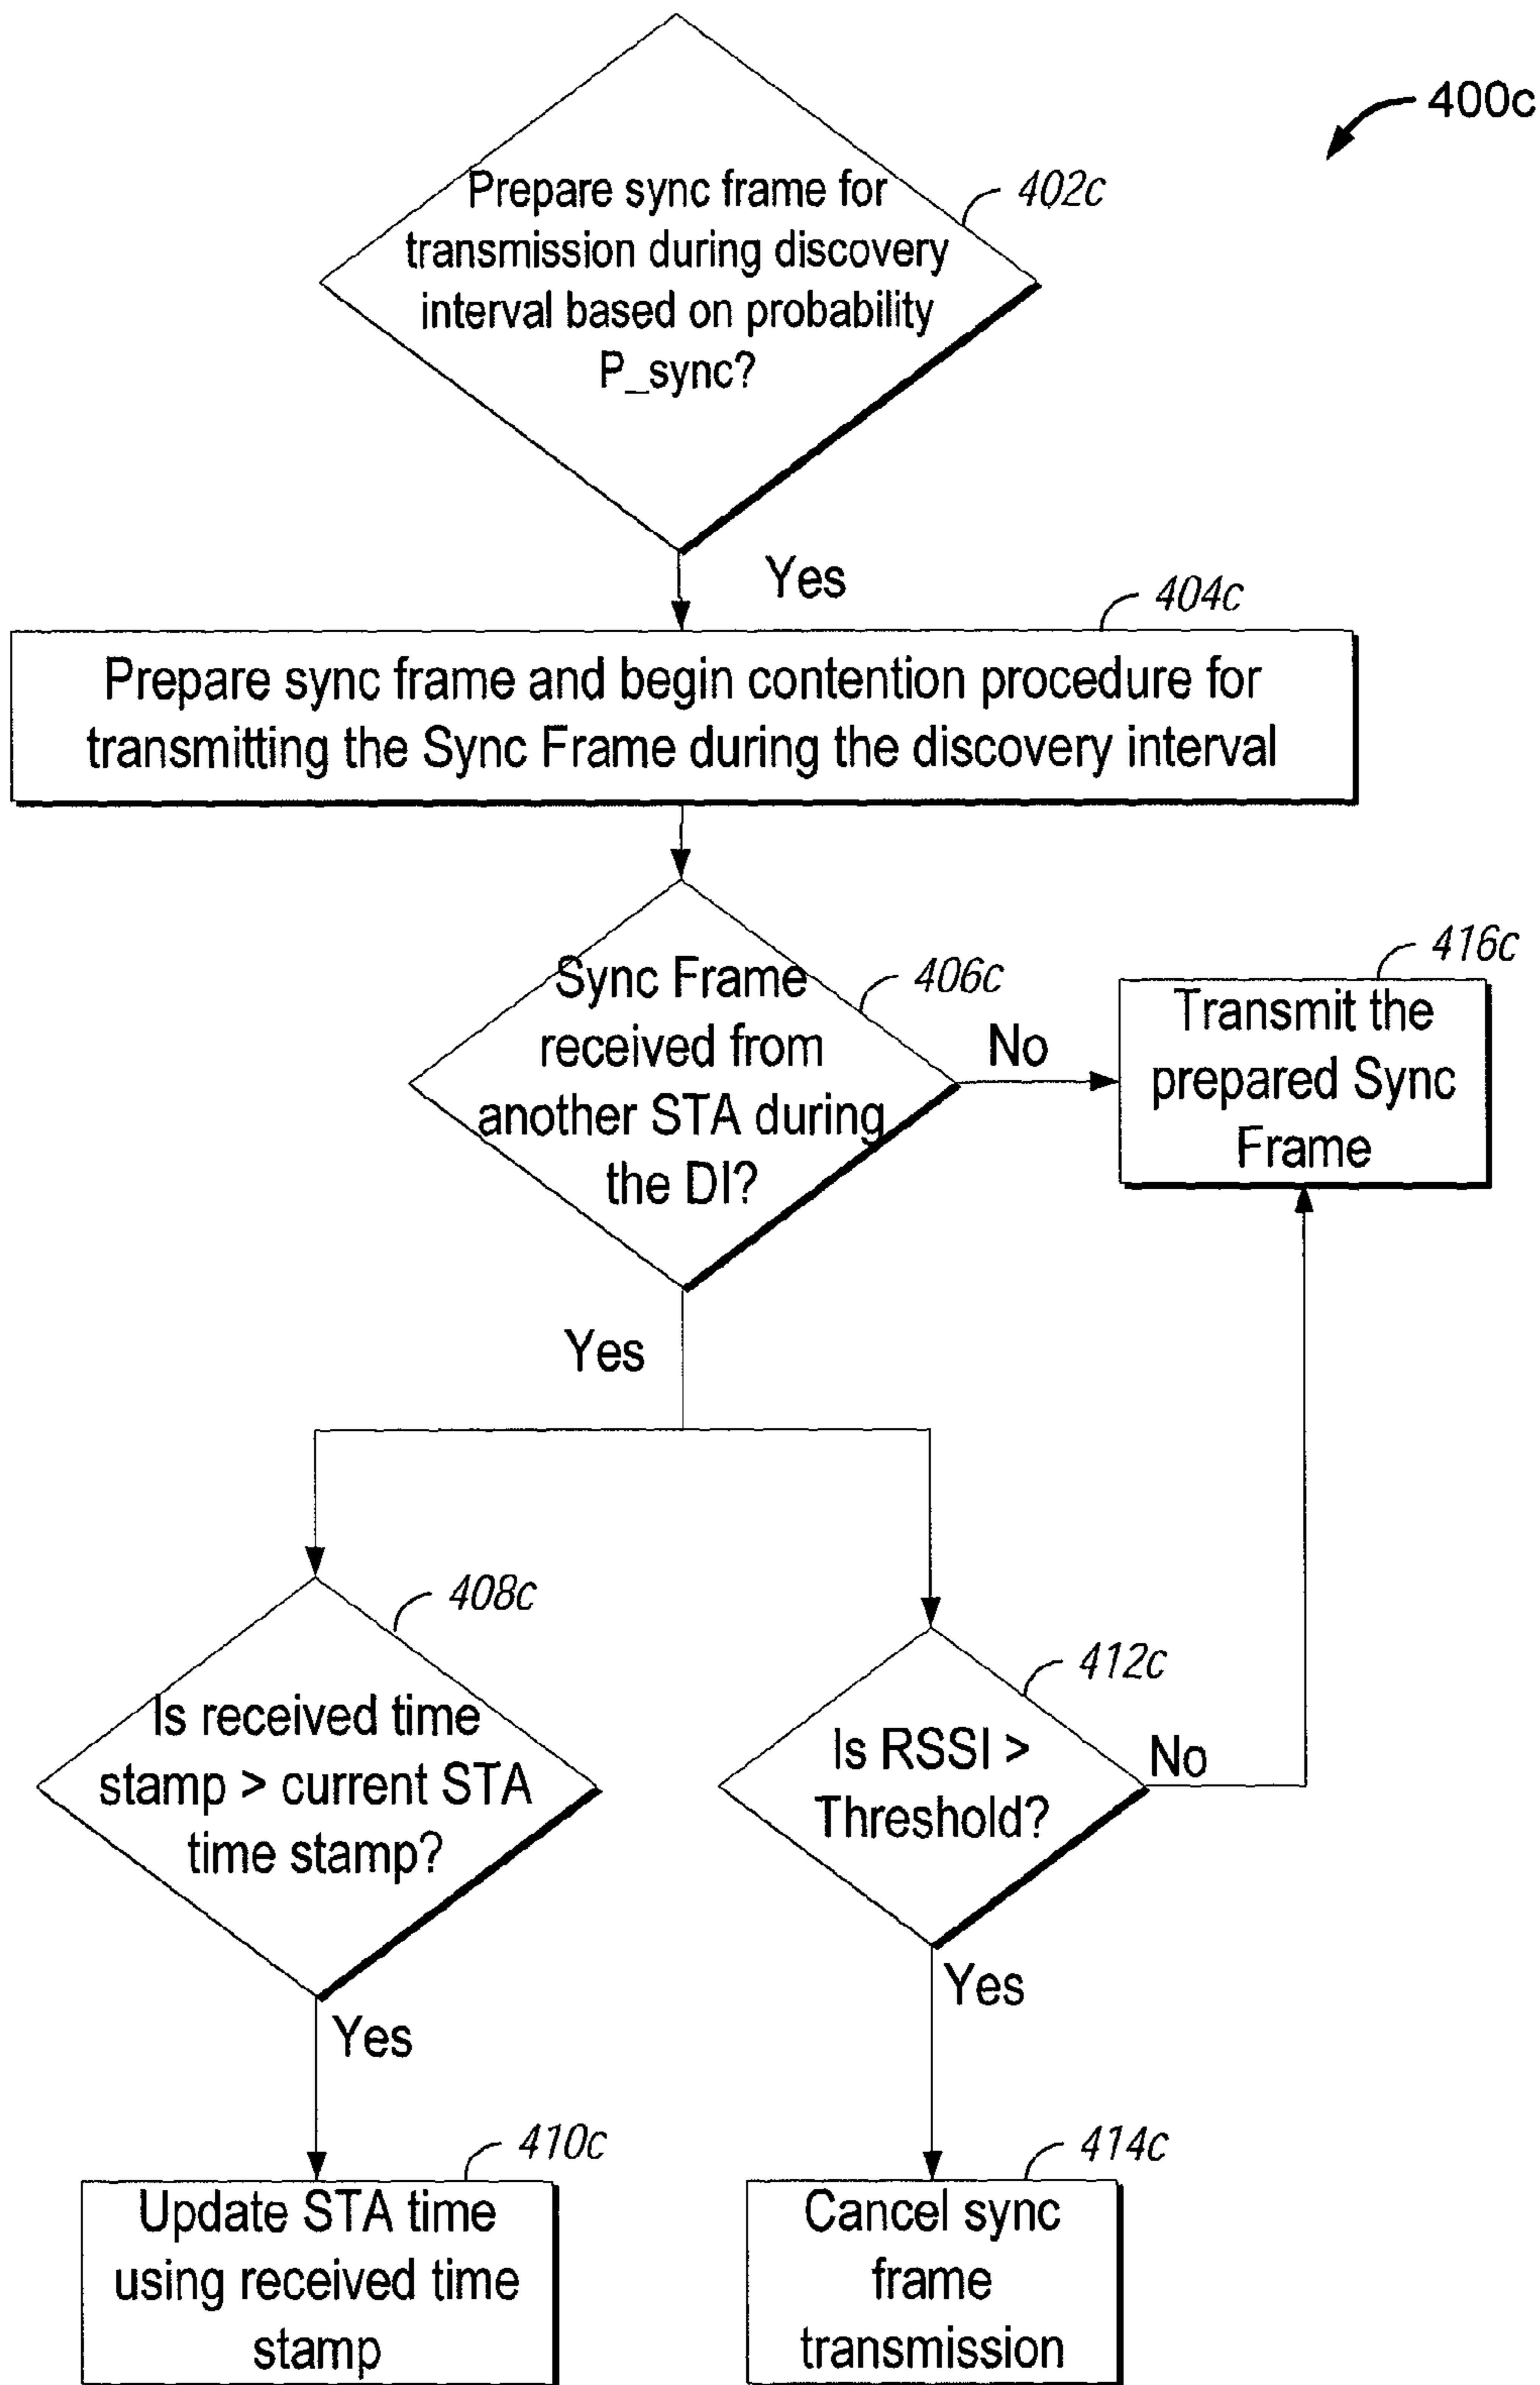 400c
Prepare sync frame for
transmission during discovery
interval based on probability
P_sync?
402c
Yes
404c
Prepare sync frame and begin contention procedure for
transmitting the Sync Frame during the discovery interval
Sync Frame
received from
another STA during
the DI?
406c
No
416c
Transmit the
prepared Sync
Frame
Yes
408c
Is received time
stamp > current STA
time stamp?
412c
Is RSSI >
Threshold?
No
Yes
Yes
410c
Update STA time
using received time
stamp
414c
Cancel sync
frame
transmission